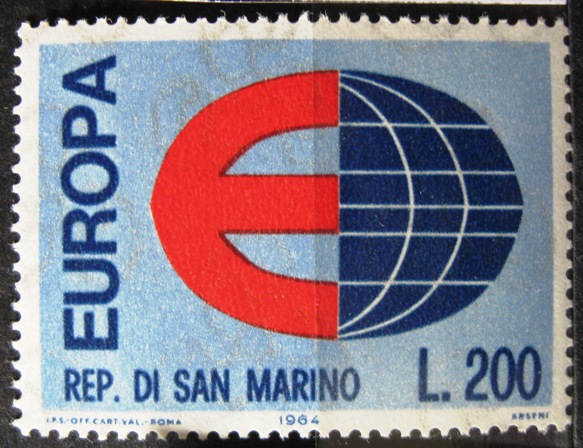 EUROPA
REP. DI SAN MARINO L. 200
I.P.S.-OFF.CART.VAL.-ROMA 1964 ARSENI